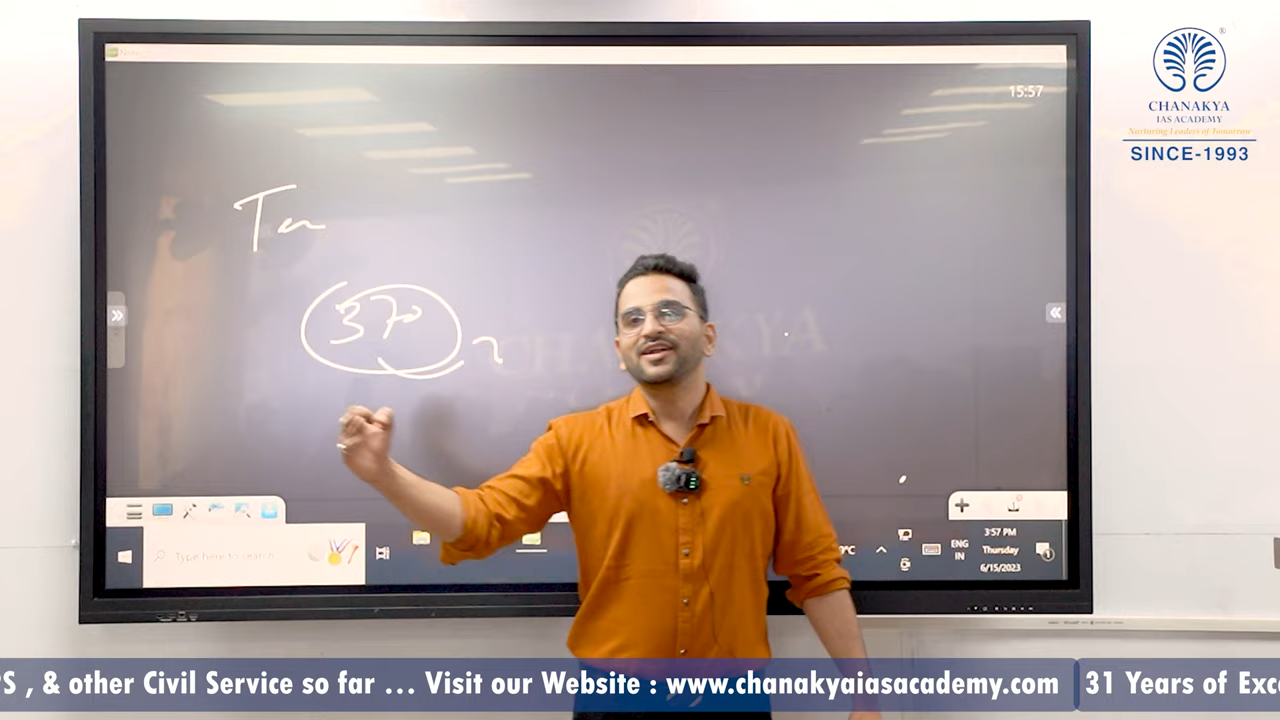 15:57
CHANAKYA
IAS ACADEMY
Nurturing Leaders of Tomorrow
SINCE-1993
370
Type here to search
ENG
IN
3:57 PM
Thursday
6/15/2023
PS , & other Civil Service so far ... Visit our Website : www.chanakyaiasacademy.com
31 Years of Exce